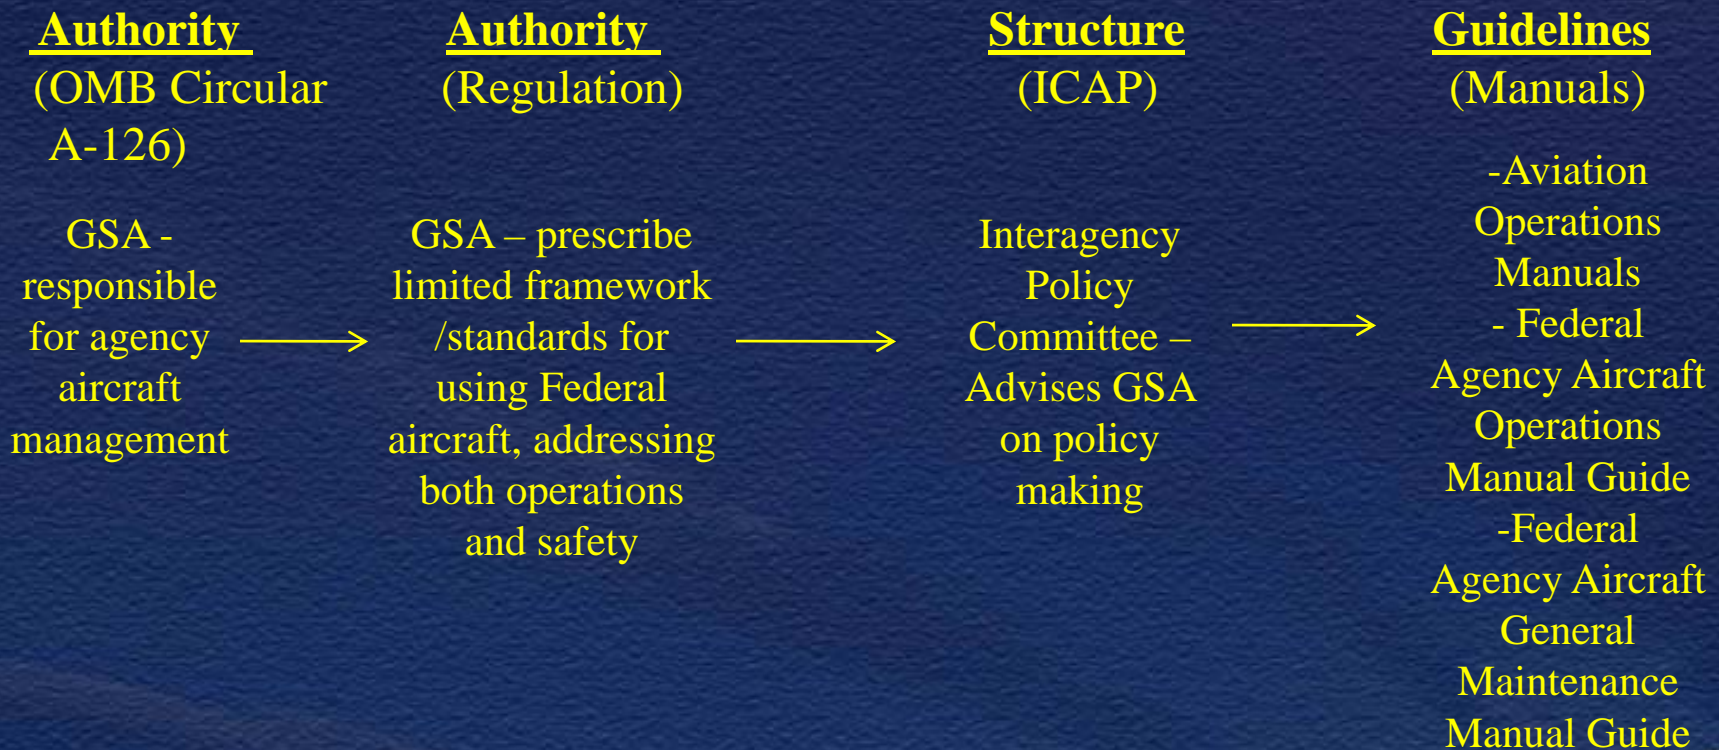 Authority
(OMB Circular
A-126)
GSA -
responsible
for agency
aircraft
management
Authority
(Regulation)
GSA – prescribe
limited framework
/standards for
using Federal
aircraft, addressing
both operations
and safety
Structure
(ICAP)
Interagency
Policy
Committee –
Advises GSA
on policy
making
Guidelines
(Manuals)
-Aviation
Operations
Manuals
- Federal
Agency Aircraft
Operations
Manual Guide
-Federal
Agency Aircraft
General
Maintenance
Manual Guide